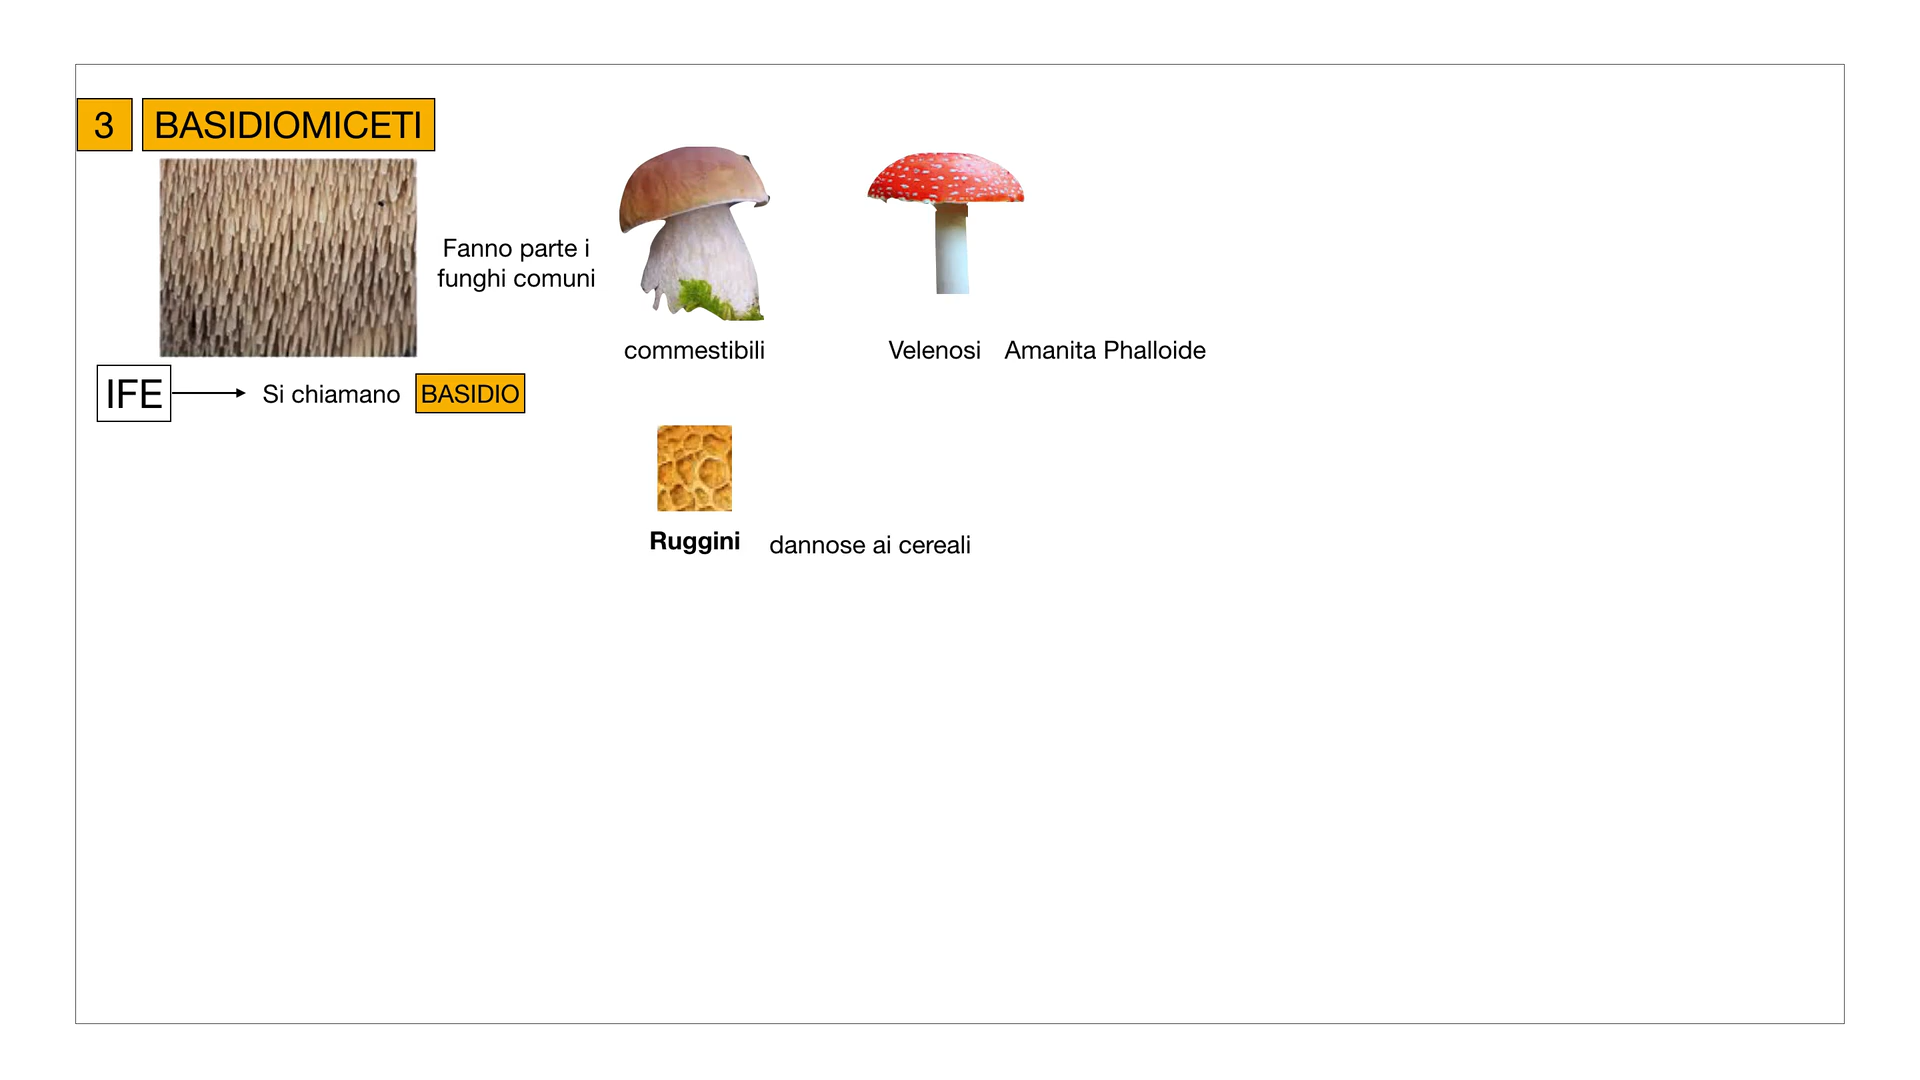 3 BASIDIOMICETI
Fanno parte i
funghi comuni
commestibili
Velenosi Amanita Phalloide
IFE Si chiamano BASIDIO
Ruggini dannose ai cereali